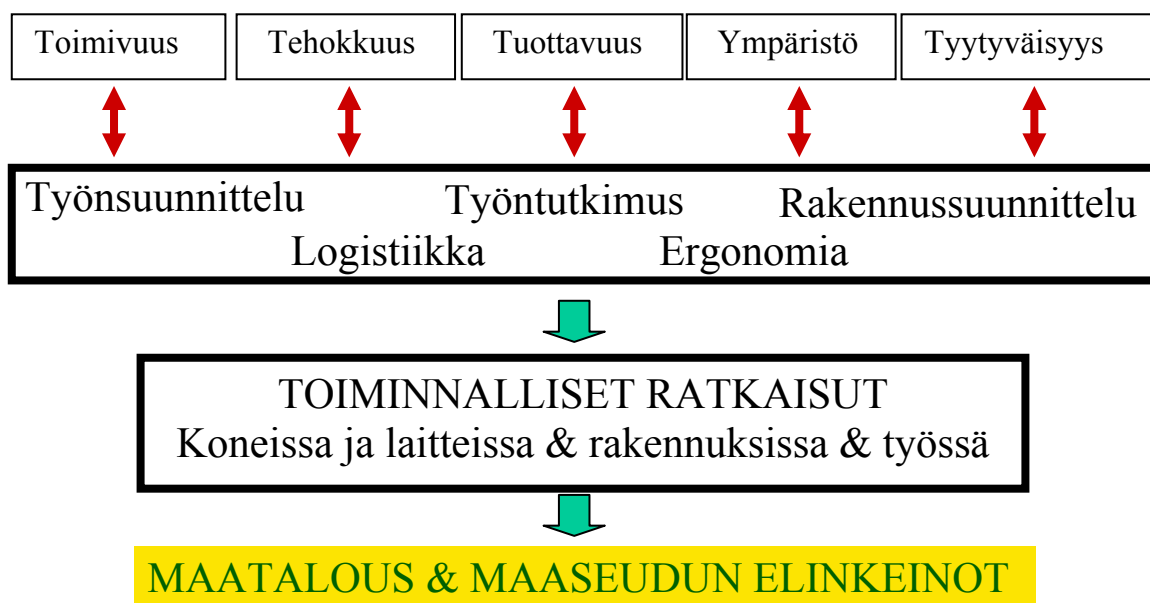 Toimivuus Tehokkuus Tuottavuus Ympäristö Tyytyväisyys
Työnsuunnittelu Työntutkimus Rakennussuunnittelu
Logistiikka Ergonomia
TOIMINNALLISET RATKAISUT
Koneissa ja laitteissa & rakennuksissa & työssä
MAATALOUS & MAASEUDUN ELINKEINOT